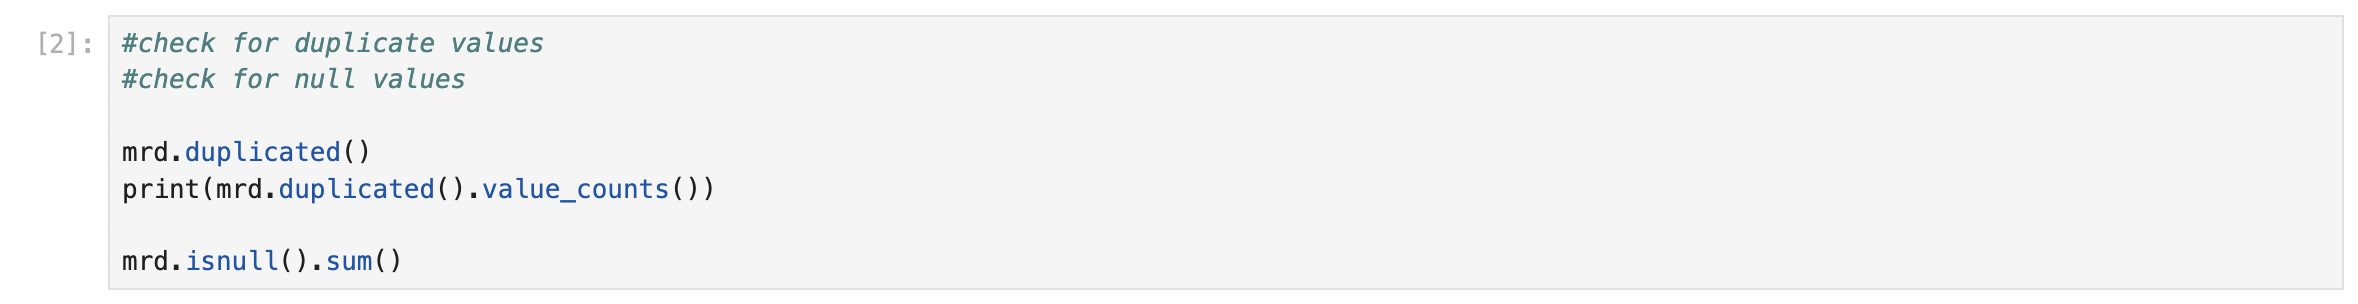 [2]: #check for duplicate values
#check for null values
mrd.duplicated()
print(mrd.duplicated().value_counts())
mrd.isnull().sum()